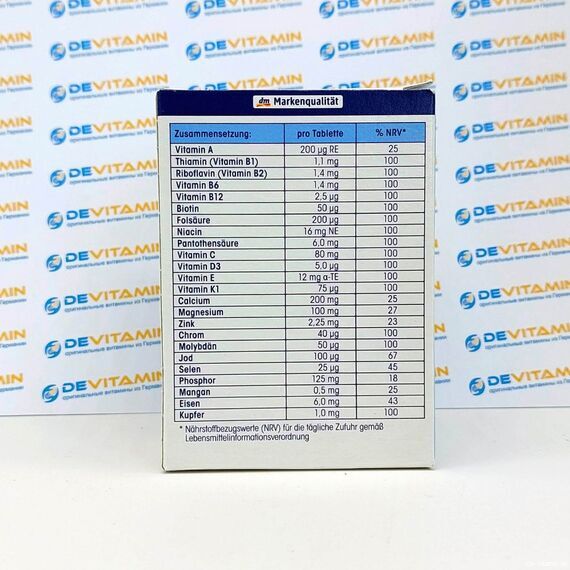 DEVITAMIN
оригинальные витамины из Германии
dm Markenqualität
Zusammensetzung: pro Tablette % NRV*
Vitamin A 200 µg RE 25
Thiamin (Vitamin B1) 1,1 mg 100
Riboflavin (Vitamin B2) 1,4 mg 100
Vitamin B6 1,4 mg 100
Vitamin B12 2,5 µg 100
Biotin 50 µg 100
Folsäure 200 µg 100
Niacin 16 mg NE 100
Pantothensäure 6,0 mg 100
Vitamin C 80 mg 100
Vitamin D3 5,0 µg 100
Vitamin E 12 mg α-TE 100
Vitamin K1 75 µg 100
Calcium 200 mg 25
Magnesium 100 mg 27
Zink 2,25 mg 23
Chrom 40 µg 100
Molybdän 50 µg 100
Jod 100 µg 67
Selen 25 µg 45
Phosphor 125 mg 18
Mangan 0,5 mg 25
Eisen 6,0 mg 43
Kupfer 1,0 mg 100
* Nährstoffbezugswerte (NRV) für die tägliche Zufuhr gemäß
Lebensmittelinformationsverordnung